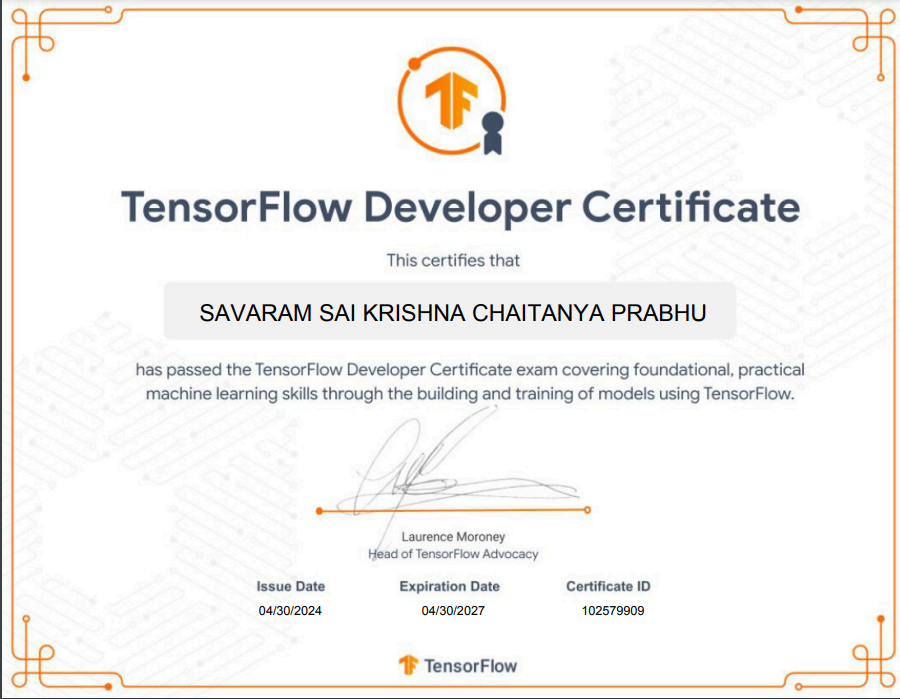 TensorFlow Developer Certificate
This certifies that
SAVARAM SAI KRISHNA CHAITANYA PRABHU
has passed the TensorFlow Developer Certificate exam covering foundational, practical
machine learning skills through the building and training of models using TensorFlow.
Laurence Moroney
Head of TensorFlow Advocacy
Issue Date Expiration Date Certificate ID
04/30/2024 04/30/2027 102579909
TensorFlow